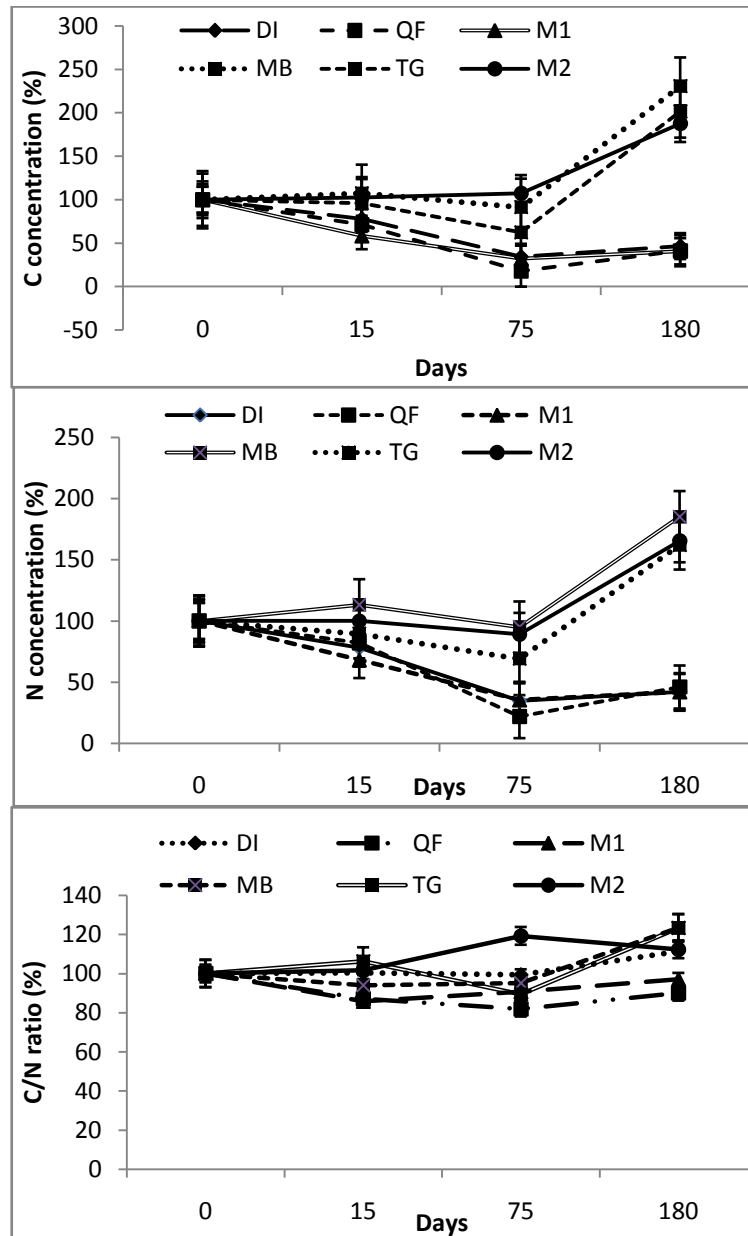 DI QF M1
MB TG M2
C concentration (%)
300
250
200
150
100
50
0
-50
0 15 75 180
Days
DI QF M1
MB TG M2
N concentration (%)
250
200
150
100
50
0
0 15 75 180
Days
DI QF M1
MB TG M2
C/N ratio (%)
140
120
100
80
60
40
20
0
0 15 75 180
Days